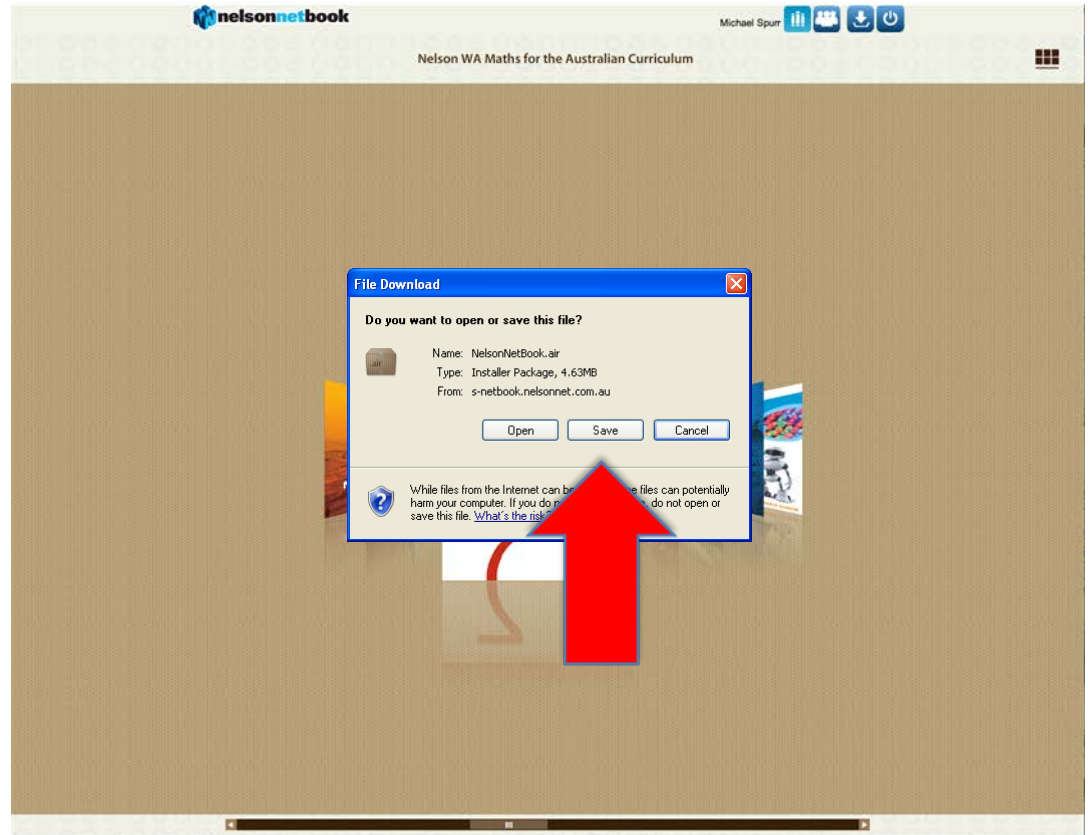 nelsonnetbook
Michael Spurr
Nelson WA Maths for the Australian Curriculum
File Download
Do you want to open or save this file?
air
Name: NelsonNetBook.air
Type: Installer Package, 4.63MB
From: s-netbook.nelsonnet.com.au
Open Save Cancel
While files from the Internet can be files can potentially
harm your computer. If you do do not open or
save this file. What's the risk?
2